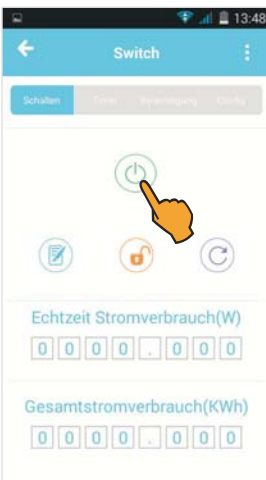 13:48
Switch
Schalten Timer Berechtigung Config
Echtzeit Stromverbrauch(W)
0 0 0 0 . 0 0 0
Gesamtstromverbrauch(KWh)
0 0 0 0 . 0 0 0